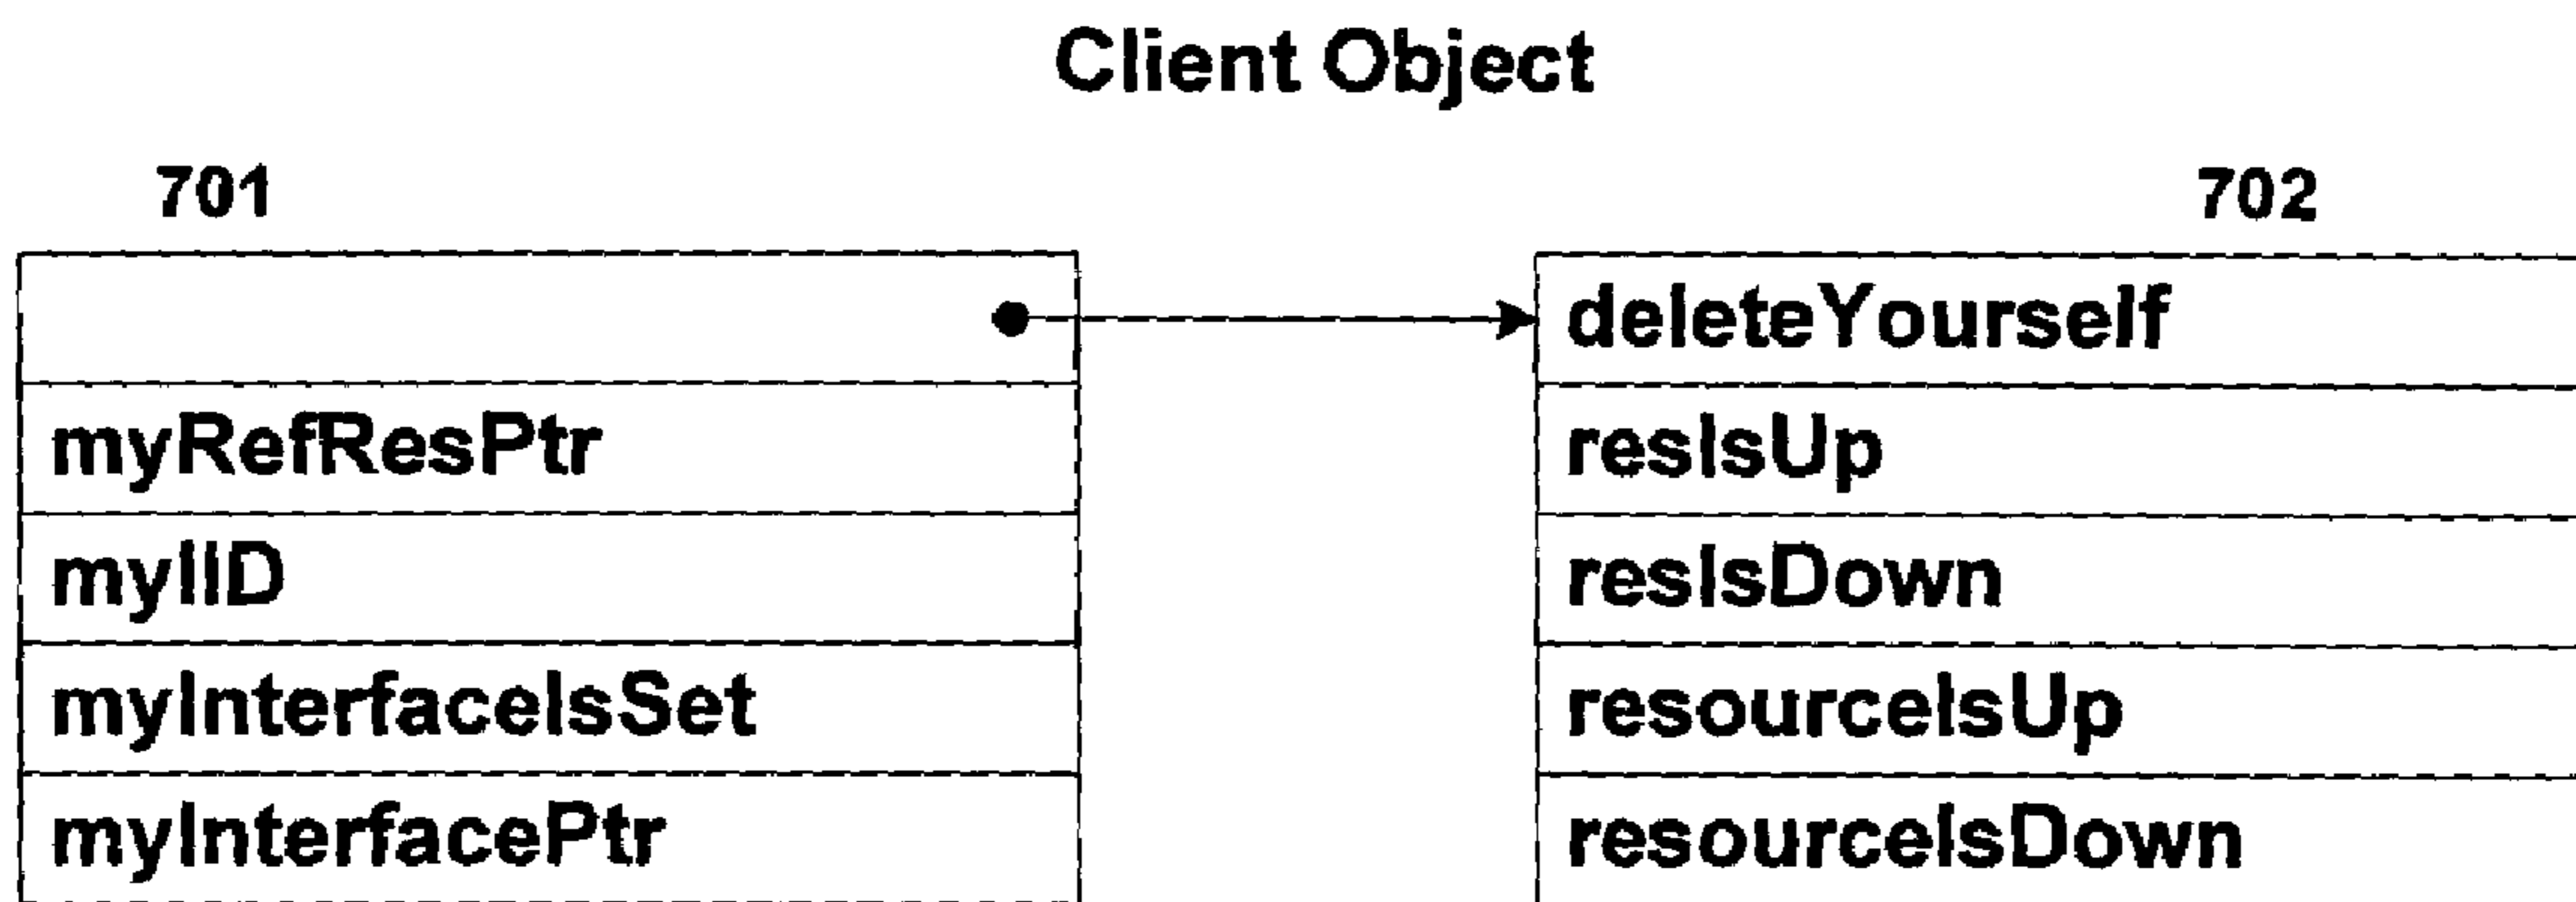 Client Object
701
702
deleteYourself
myRefResPtr
resIsUp
myIID
resIsDown
myInterfaceIsSet
resourceIsUp
myInterfacePtr
resourceIsDown